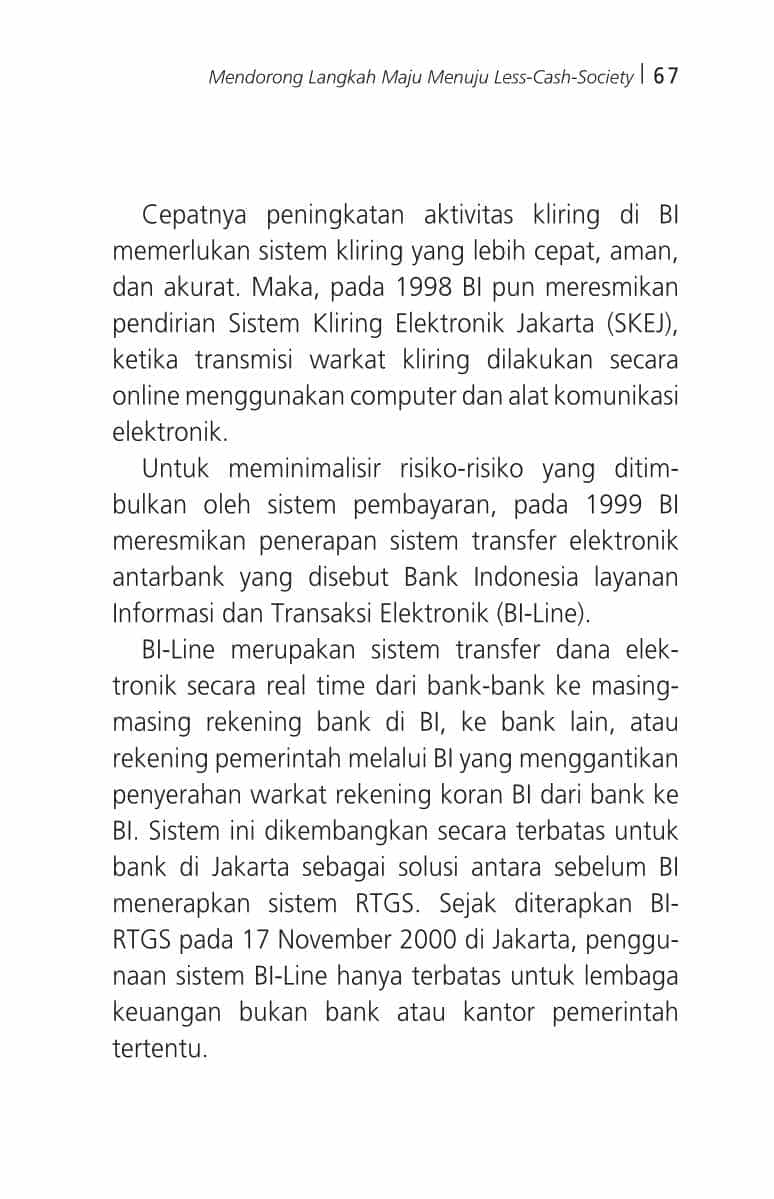 Mendorong Langkah Maju Menuju Less-Cash-Society | 67
Cepatnya peningkatan aktivitas kliring di BI
memerlukan sistem kliring yang lebih cepat, aman,
dan akurat. Maka, pada 1998 BI pun meresmikan
pendirian Sistem Kliring Elektronik Jakarta (SKEJ),
ketika transmisi warkat kliring dilakukan secara
online menggunakan computer dan alat komunikasi
elektronik.
Untuk meminimalisir risiko-risiko yang ditim-
bulkan oleh sistem pembayaran, pada 1999 BI
meresmikan penerapan sistem transfer elektronik
antarbank yang disebut Bank Indonesia layanan
Informasi dan Transaksi Elektronik (BI-Line).
BI-Line merupakan sistem transfer dana elek-
tronik secara real time dari bank-bank ke masing-
masing rekening bank di BI, ke bank lain, atau
rekening pemerintah melalui BI yang menggantikan
penyerahan warkat rekening koran BI dari bank ke
BI. Sistem ini dikembangkan secara terbatas untuk
bank di Jakarta sebagai solusi antara sebelum BI
menerapkan sistem RTGS. Sejak diterapkan BI-
RTGS pada 17 November 2000 di Jakarta, penggu-
naan sistem BI-Line hanya terbatas untuk lembaga
keuangan bukan bank atau kantor pemerintah
tertentu.